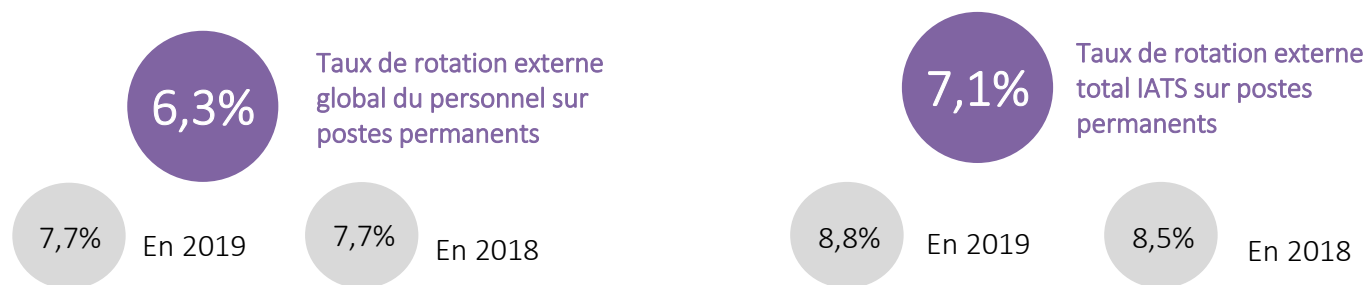 6,3%
Taux de rotation externe
global du personnel sur
postes permanents
7,7%
En 2019
7,7%
En 2018
7,1%
Taux de rotation externe
total IATS sur postes
permanents
8,8%
En 2019
8,5%
En 2018